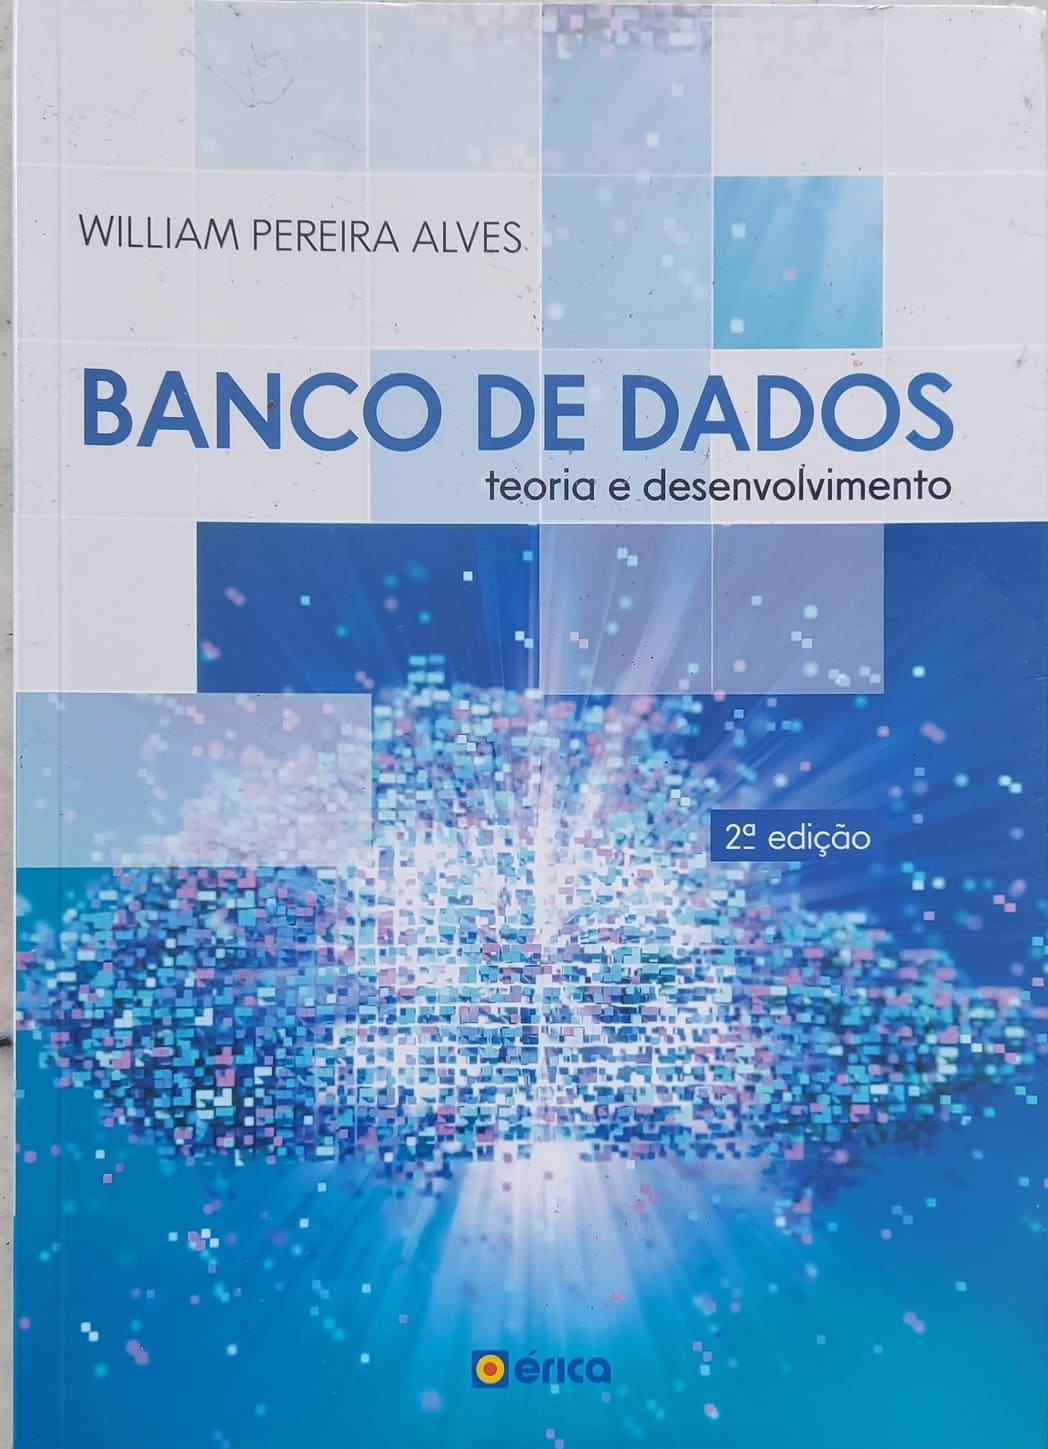 WILLIAM PEREIRA ALVES
BANCO DE DADOS
teoria e desenvolvimento
2ª edição
érica